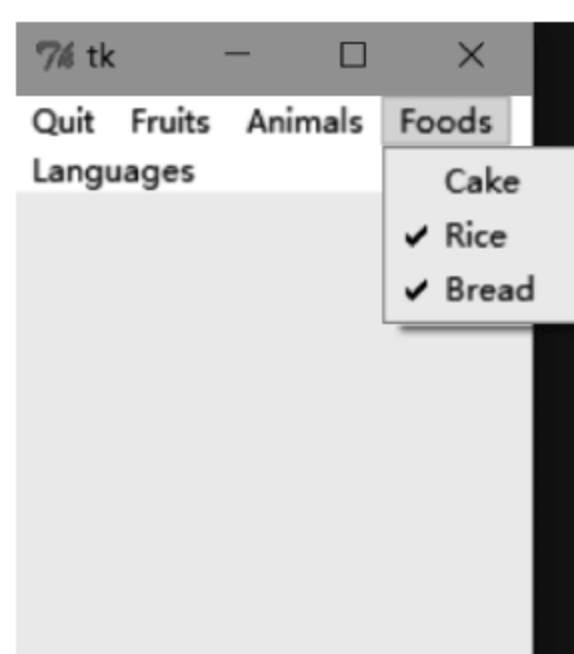 tk
Quit Fruits Animals Foods
Languages
Cake
Rice
Bread